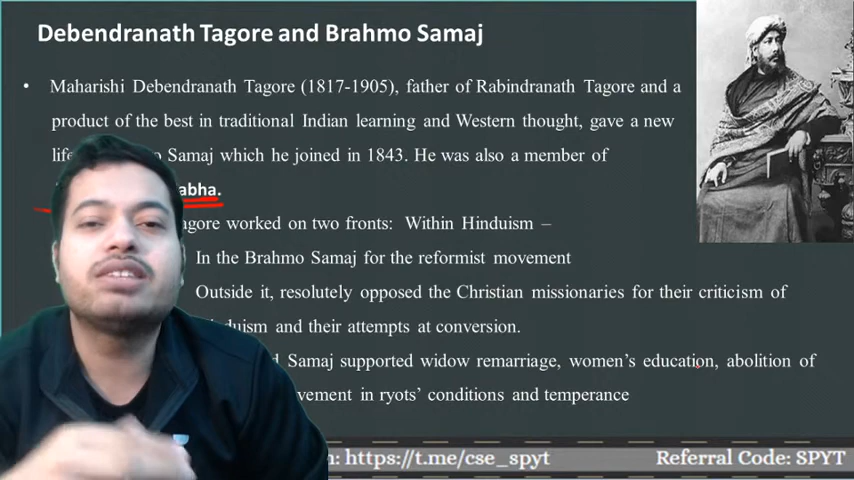 Debendranath Tagore and Brahmo Samaj
• Maharishi Debendranath Tagore (1817-1905), father of Rabindranath Tagore and a
product of the best in traditional Indian learning and Western thought, gave a new
Samaj which he joined in 1843. He was also a member of
worked on two fronts: Within Hinduism –
In the Brahmo Samaj for the reformist movement
Outside it, resolutely opposed the Christian missionaries for their criticism of
and their attempts at conversion.
Samaj supported widow remarriage, women's education, abolition of
in ryots' conditions and temperance
https://t.me/cse_spyt Referral Code: SPYT